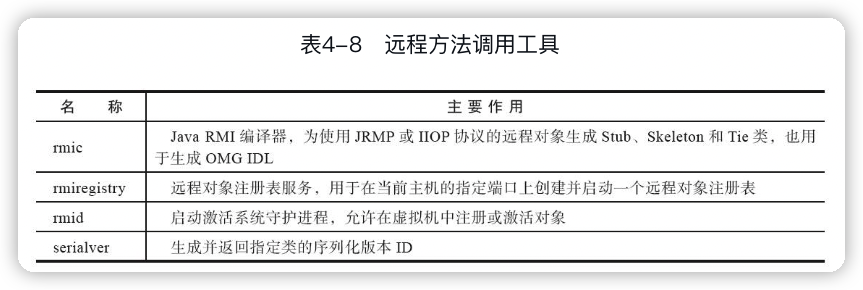 表4-8 远程方法调用工具
名 称 主 要 作 用
rmic Java RMI 编译器，为使用 JRMP 或 IIOP 协议的远程对象生成 Stub、Skeleton 和 Tie 类，也用
于生成 OMG IDL
rmiregistry 远程对象注册表服务，用于在当前主机的指定端口上创建并启动一个远程对象注册表
rmid 启动激活系统守护进程，允许在虚拟机中注册或激活对象
serialver 生成并返回指定类的序列化版本 ID